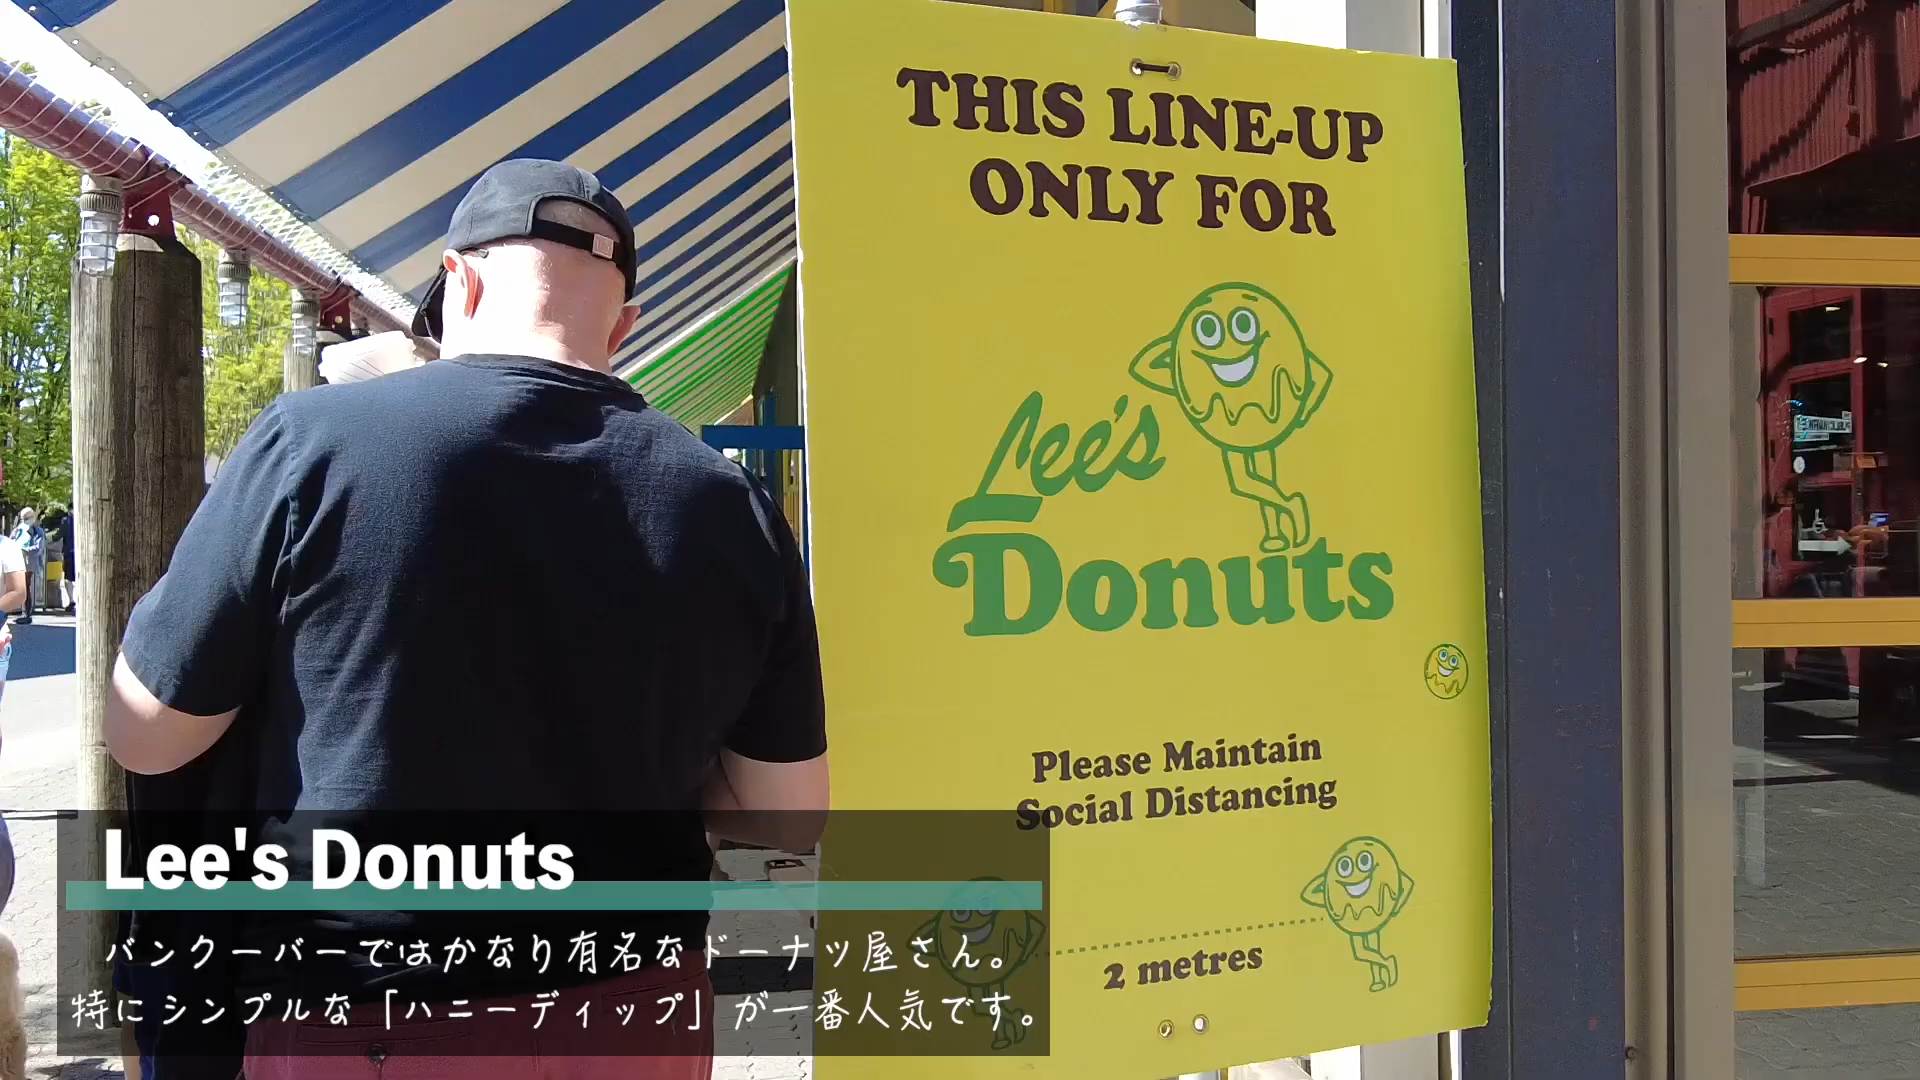 THIS LINE-UP
ONLY FOR
Lee's
Donuts
Please Maintain
Social Distancing
2 metres
Lee's Donuts
バンクーバーではかなり有名なドーナツ屋さん。
特にシンプルな「ハニーディップ」が一番人気です。